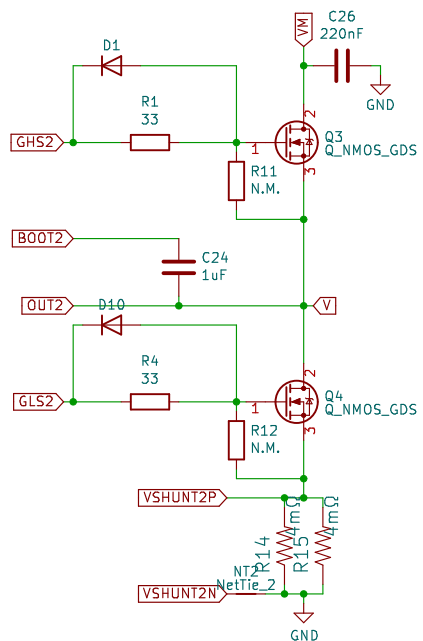 C26
220nF
VM
GND
D1
R1
33
GHS2
2
Q3
Q_NMOS_GDS
1
3
R11
N.M.
BOOT2
C24
1uF
OUT2
V
D10
R4
33
GLS2
2
Q4
Q_NMOS_GDS
1
3
R12
N.M.
VSHUNT2P
R14
4mΩ
R15
4mΩ
NT2
NetTie_2
VSHUNT2N
GND